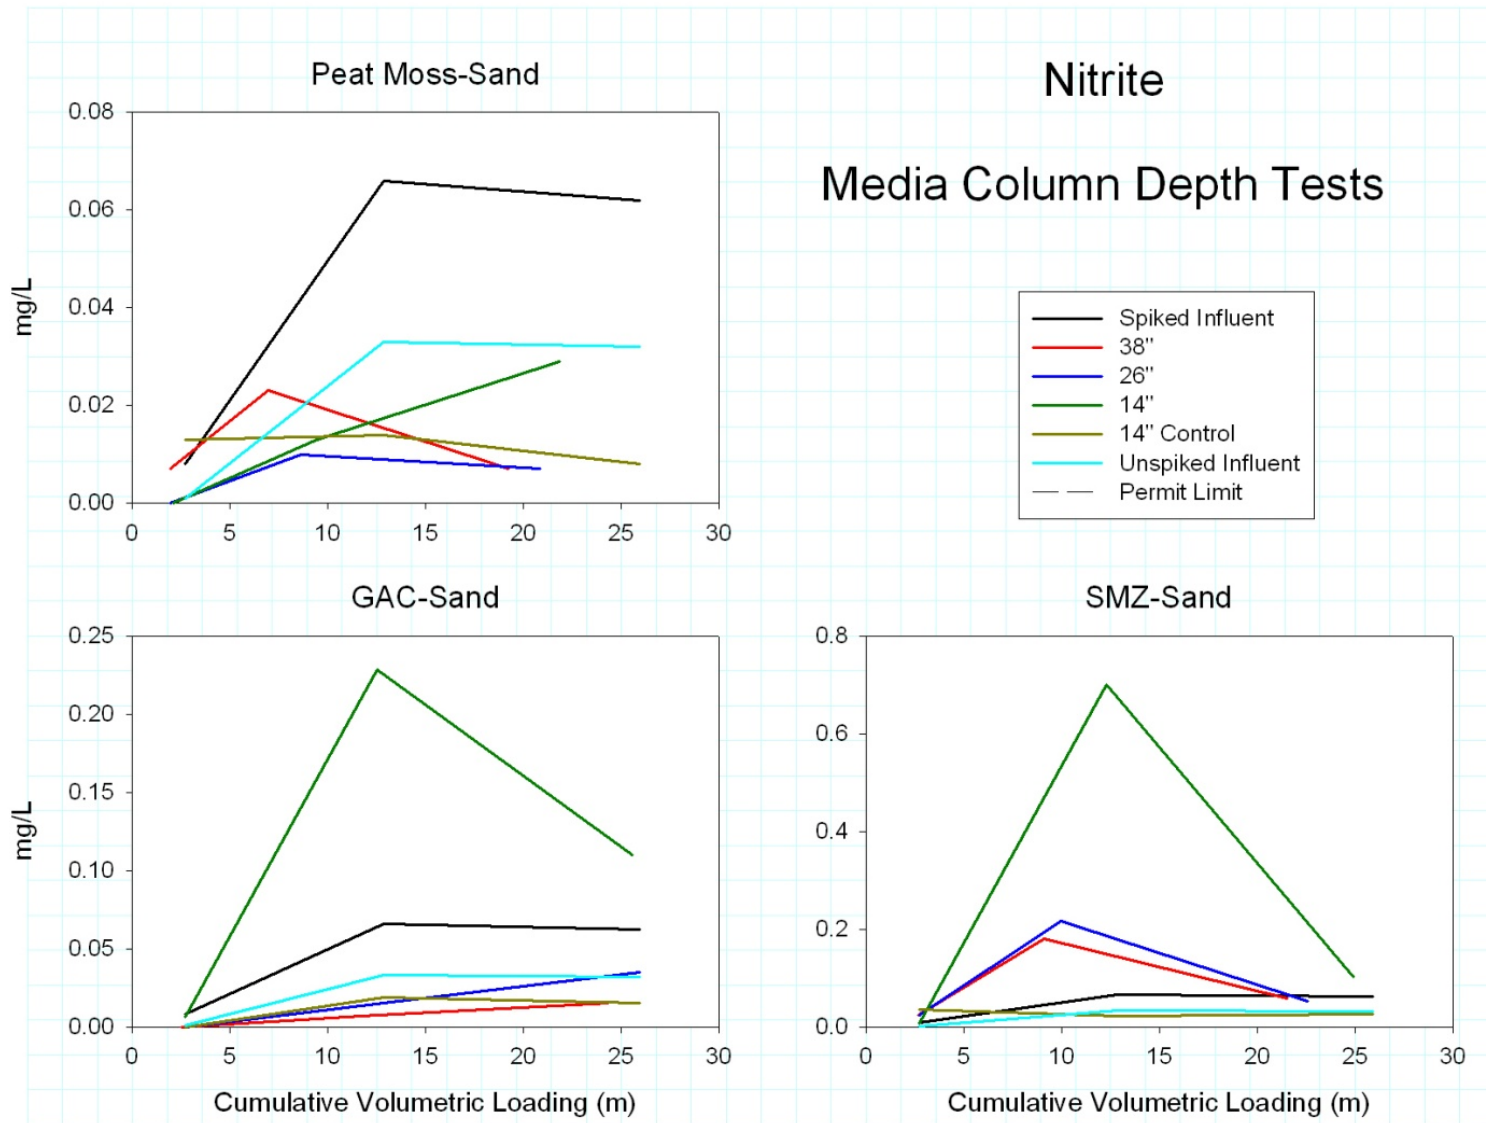 Peat Moss-Sand
0.08
0.06
0.04
0.02
0.00
mg/L
0 5 10 15 20 25 30
Nitrite
Media Column Depth Tests
Spiked Influent
38"
26"
14"
14" Control
Unspiked Influent
Permit Limit
GAC-Sand
0.25
0.20
0.15
0.10
0.05
0.00
mg/L
0 5 10 15 20 25 30
Cumulative Volumetric Loading (m)
SMZ-Sand
0.8
0.6
0.4
0.2
0.0
0 5 10 15 20 25 30
Cumulative Volumetric Loading (m)